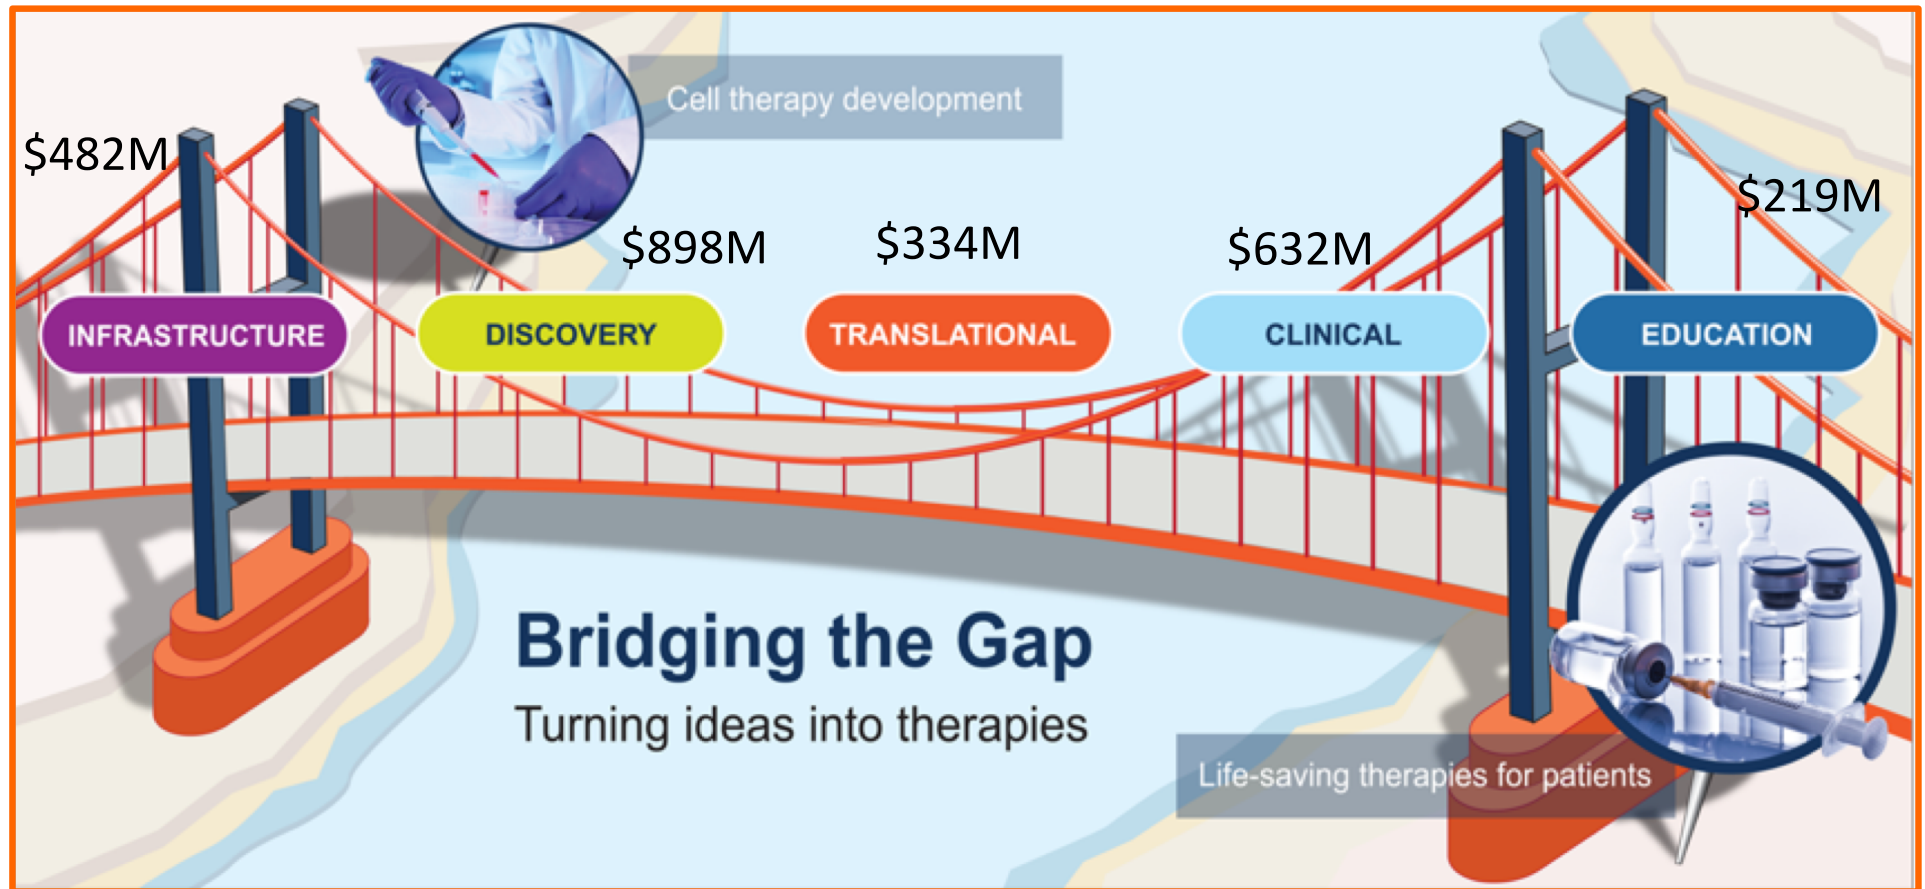 Cell therapy development
$482M
$219M
$898M
$334M
$632M
INFRASTRUCTURE
DISCOVERY
TRANSLATIONAL
CLINICAL
EDUCATION
Bridging the Gap
Turning ideas into therapies
Life-saving therapies for patients